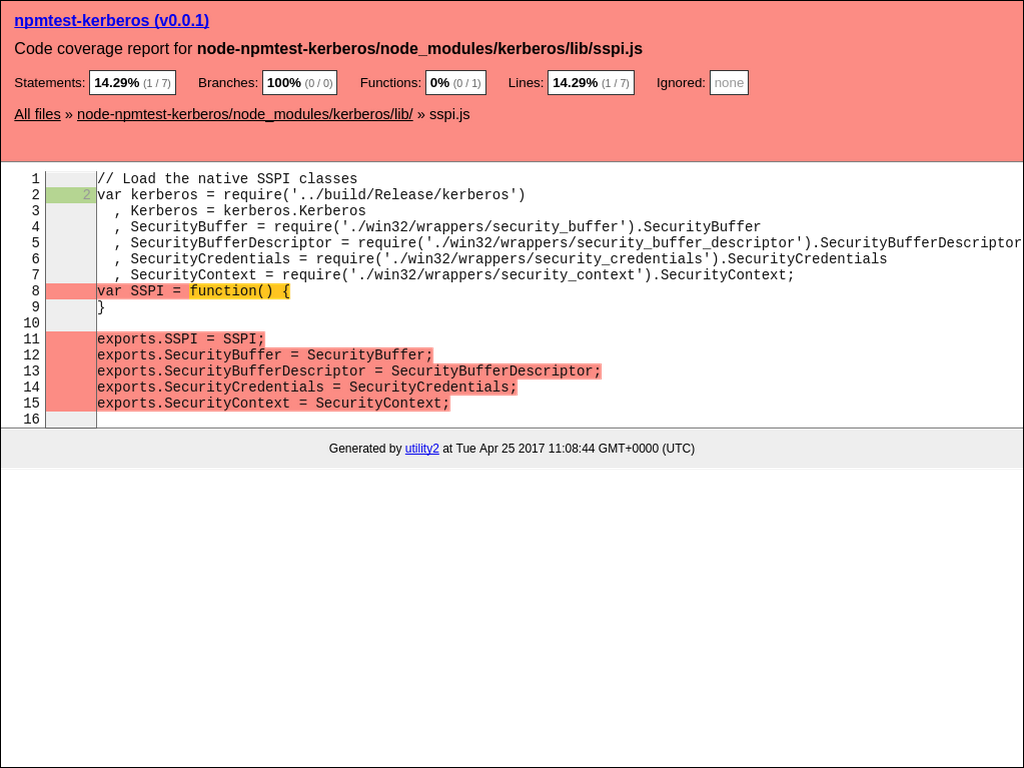 npmtest-kerberos (v0.0.1)
Code coverage report for node-npmtest-kerberos/node_modules/kerberos/lib/sspi.js
Statements: 14.29% (1 / 7) Branches: 100% (0 / 0) Functions: 0% (0 / 1) Lines: 14.29% (1 / 7) Ignored: none
All files » node-npmtest-kerberos/node_modules/kerberos/lib/ » sspi.js
1 // Load the native SSPI classes
2 2 var kerberos = require('../build/Release/kerberos')
3 , Kerberos = kerberos.Kerberos
4 , SecurityBuffer = require('./win32/wrappers/security_buffer').SecurityBuffer
5 , SecurityBufferDescriptor = require('./win32/wrappers/security_buffer_descriptor').SecurityBufferDescriptor
6 , SecurityCredentials = require('./win32/wrappers/security_credentials').SecurityCredentials
7 , SecurityContext = require('./win32/wrappers/security_context').SecurityContext;
8 var SSPI = function() {
9 }
10
11 exports.SSPI = SSPI;
12 exports.SecurityBuffer = SecurityBuffer;
13 exports.SecurityBufferDescriptor = SecurityBufferDescriptor;
14 exports.SecurityCredentials = SecurityCredentials;
15 exports.SecurityContext = SecurityContext;
16
Generated by utility2 at Tue Apr 25 2017 11:08:44 GMT+0000 (UTC)